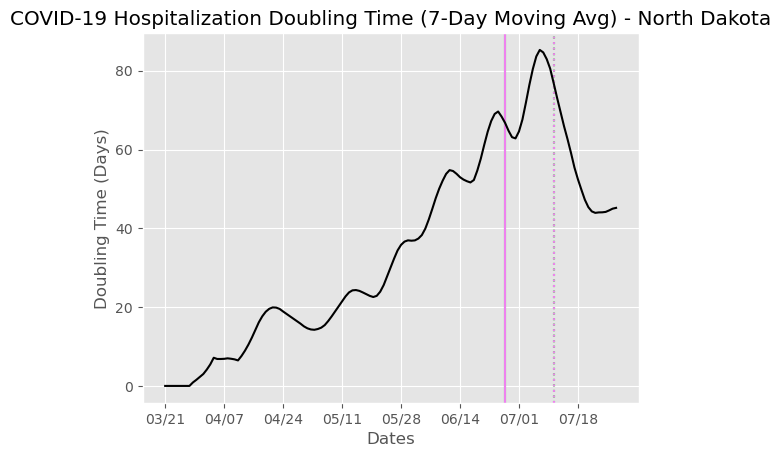 COVID-19 Hospitalization Doubling Time (7-Day Moving Avg) - North Dakota
Doubling Time (Days)
80
60
40
20
0
03/21 04/07 04/24 05/11 05/28 06/14 07/01 07/18
Dates